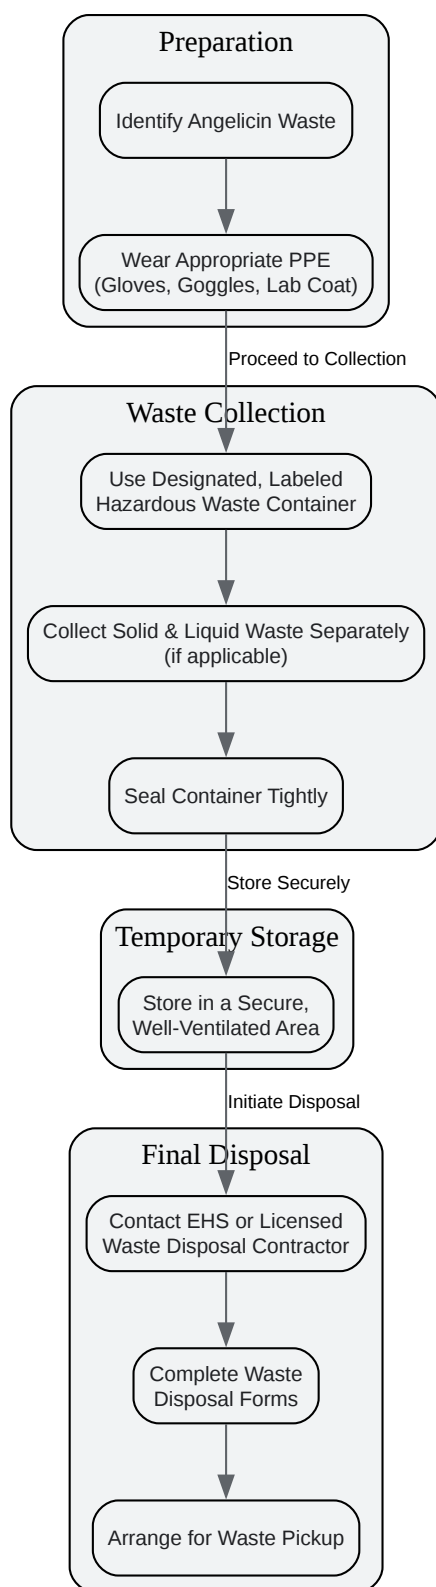 Preparation
Identify Angelicin Waste
Wear Appropriate PPE
(Gloves, Goggles, Lab Coat)
Proceed to Collection
Waste Collection
Use Designated, Labeled
Hazardous Waste Container
Collect Solid & Liquid Waste Separately
(if applicable)
Seal Container Tightly
Store Securely
Temporary Storage
Store in a Secure,
Well-Ventilated Area
Initiate Disposal
Final Disposal
Contact EHS or Licensed
Waste Disposal Contractor
Complete Waste
Disposal Forms
Arrange for Waste Pickup